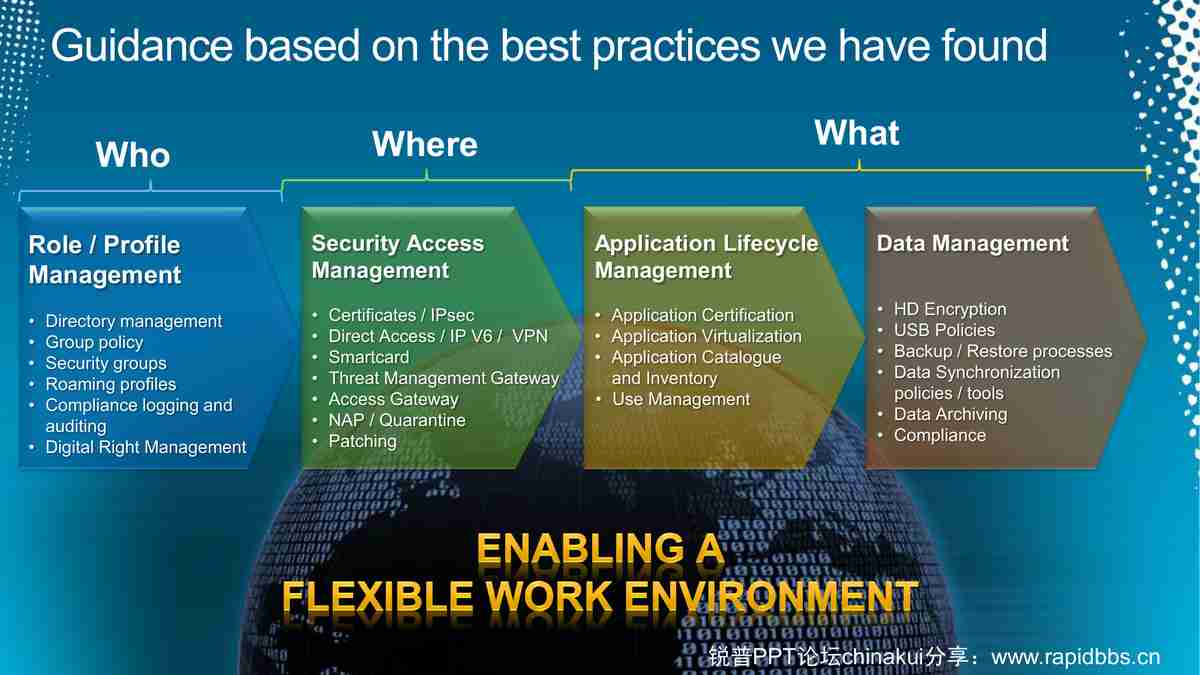 Guidance based on the best practices we have found
Who
Where
What
Role / Profile
Management
• Directory management
• Group policy
• Security groups
• Roaming profiles
• Compliance logging and
auditing
• Digital Right Management
Security Access
Management
• Certificates / IPsec
• Direct Access / IP V6 / VPN
• Smartcard
• Threat Management Gateway
• Access Gateway
• NAP / Quarantine
• Patching
Application Lifecycle
Management
• Application Certification
• Application Virtualization
• Application Catalogue
and Inventory
• Use Management
Data Management
• HD Encryption
• USB Policies
• Backup / Restore processes
• Data Synchronization
policies / tools
• Data Archiving
• Compliance
ENABLING A
FLEXIBLE WORK ENVIRONMENT
锐普PPT论坛chinakui分享：www.rapidbbs.cn